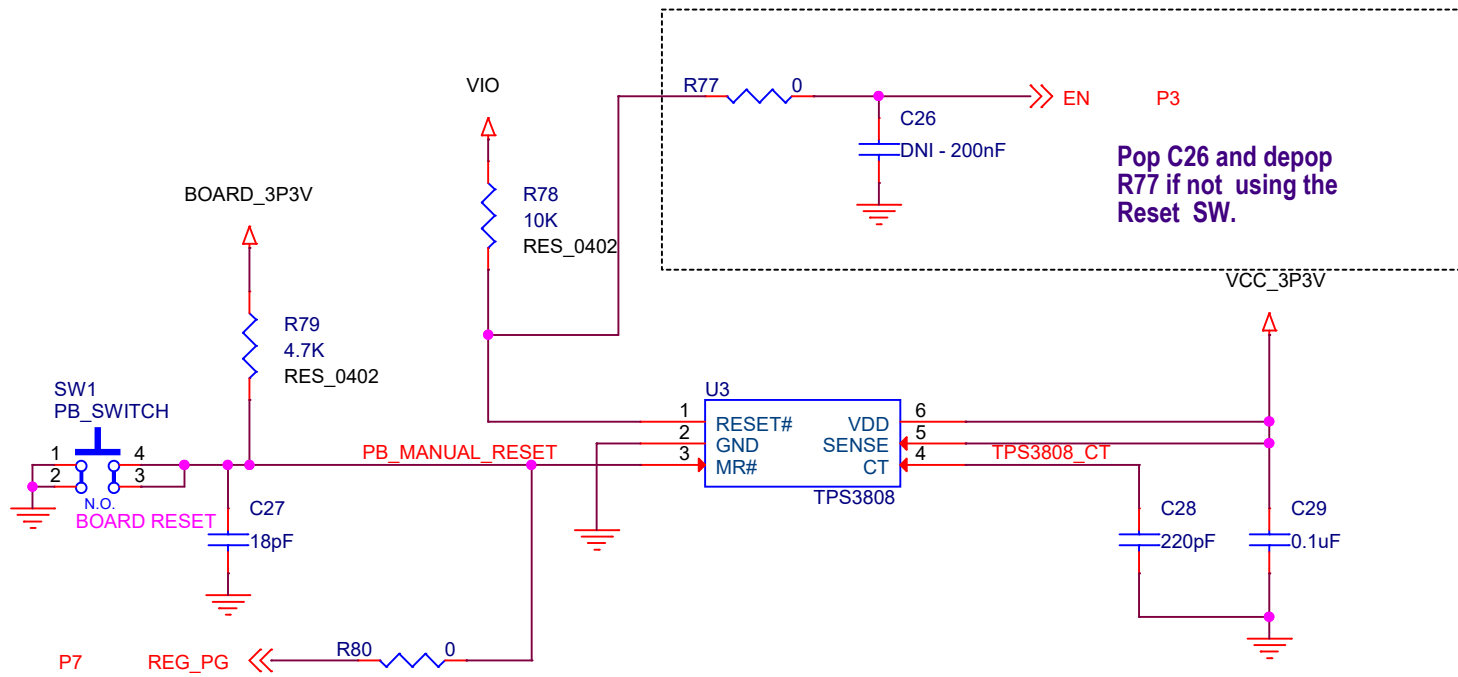 R77 0
EN P3
VIO
C26
DNI - 200nF
Pop C26 and depop
R77 if not using the
Reset SW.
R78
10K
RES_0402
BOARD_3P3V
VCC_3P3V
R79
4.7K
RES_0402
SW1
PB_SWITCH
1
2
4
3
N.O.
BOARD RESET
PB_MANUAL_RESET
U3
1 RESET# VDD 6
2 GND SENSE 5
3 MR# CT 4
TPS3808
TPS3808_CT
C27
18pF
C28
220pF
C29
0.1uF
P7 REG_PG R80 0